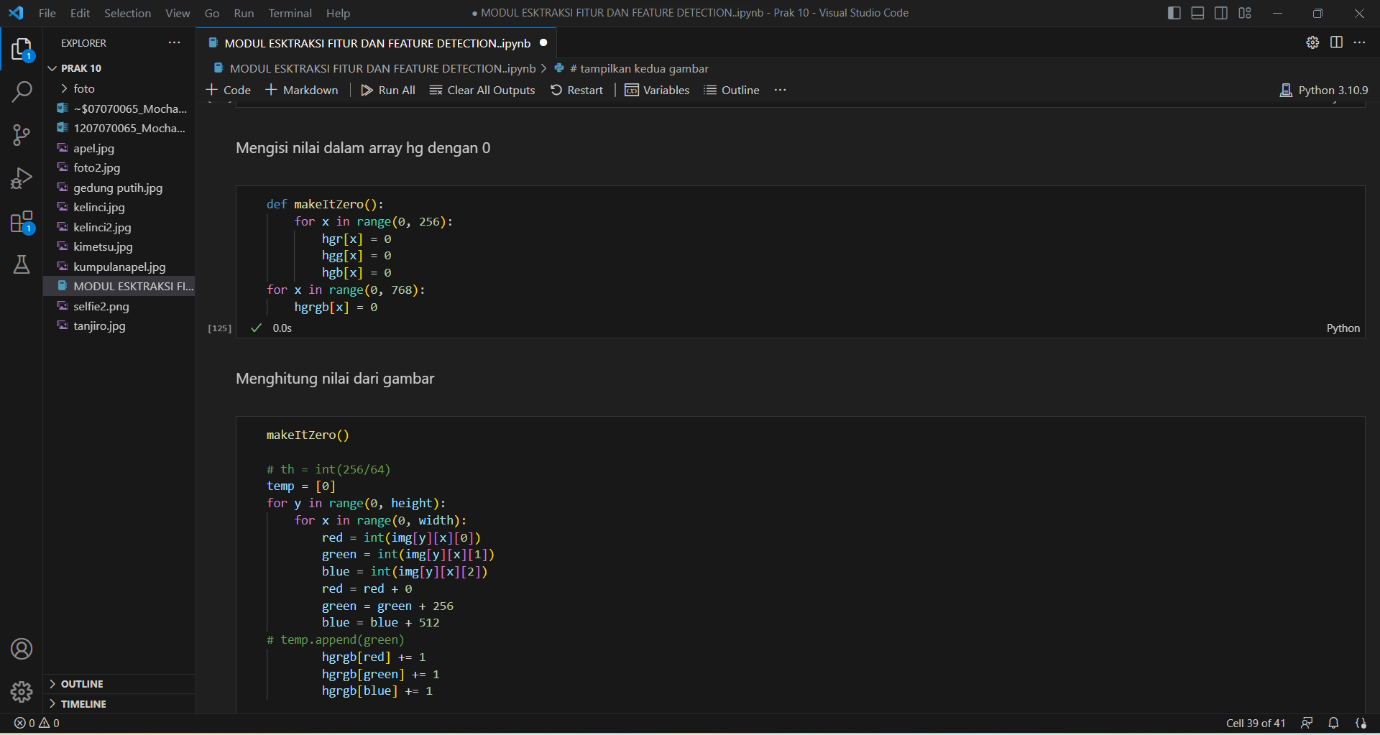 File Edit Selection View Go Run Terminal Help
● MODUL ESKTRAKSI FITUR DAN FEATURE DETECTION..ipynb - Prak 10 - Visual Studio Code
EXPLORER ···
PRAK 10
foto
~$07070065_Mocha...
1207070065_Mocha...
apel.jpg
foto2.jpg
gedung putih.jpg
kelinci.jpg
kelinci2.jpg
kimetsu.jpg
kumpulanapel.jpg
MODUL ESKTRAKSI FI...
selfie2.png
tanjiro.jpg
OUTLINE
TIMELINE
1
1
MODUL ESKTRAKSI FITUR DAN FEATURE DETECTION..ipynb ●
MODUL ESKTRAKSI FITUR DAN FEATURE DETECTION..ipynb > # tampilkan kedua gambar
+ Code + Markdown Run All Clear All Outputs Restart Variables Outline ··· Python 3.10.9
Mengisi nilai dalam array hg dengan 0
def makeItZero():
for x in range(0, 256):
hgr[x] = 0
hgg[x] = 0
hgb[x] = 0
for x in range(0, 768):
hgrgb[x] = 0
[125] ✓ 0.0s Python
Menghitung nilai dari gambar
makeItZero()
# th = int(256/64)
temp = [0]
for y in range(0, height):
for x in range(0, width):
red = int(img[y][x][0])
green = int(img[y][x][1])
blue = int(img[y][x][2])
red = red + 0
green = green + 256
blue = blue + 512
# temp.append(green)
hgrgb[red] += 1
hgrgb[green] += 1
hgrgb[blue] += 1
0 0 Cell 39 of 41